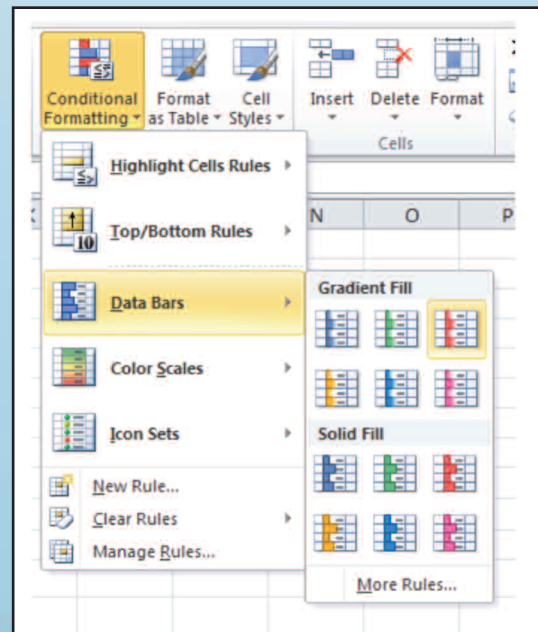 Conditional Formatting
Format as Table
Cell Styles
Insert
Delete
Format
Cells
N
O
P
Highlight Cells Rules
10
Top/Bottom Rules
Data Bars
Color Scales
Icon Sets
New Rule...
Clear Rules
Manage Rules...
Gradient Fill
Solid Fill
More Rules...